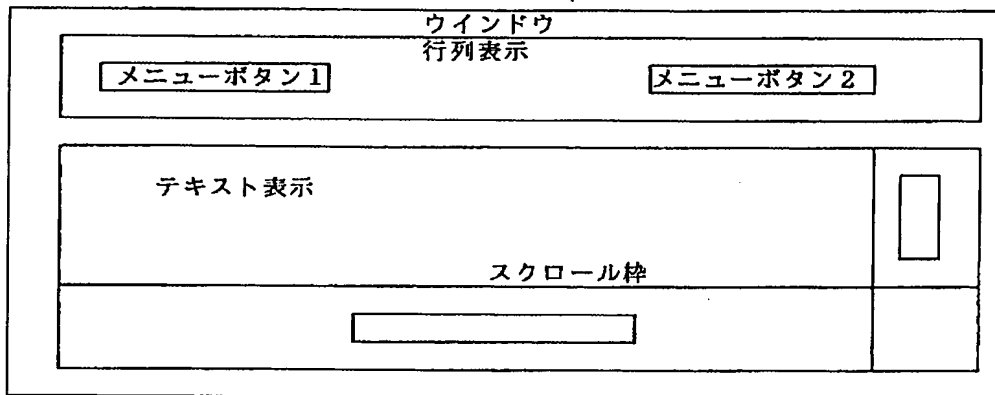 ウインドウ
行列表示
メニューボタン1
メニューボタン2
テキスト表示
スクロール枠